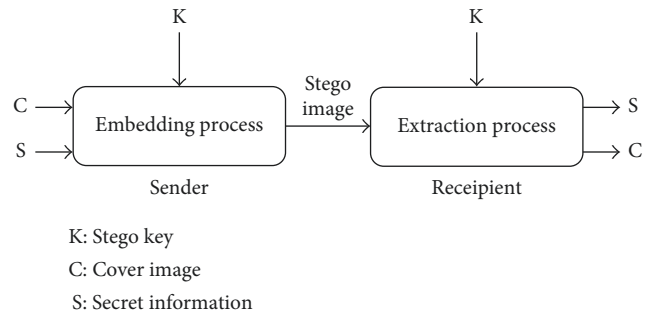 K
K
Stego
image
C
Embedding process
Extraction process
S
S
C
Sender
Receipient
K: Stego key
C: Cover image
S: Secret information